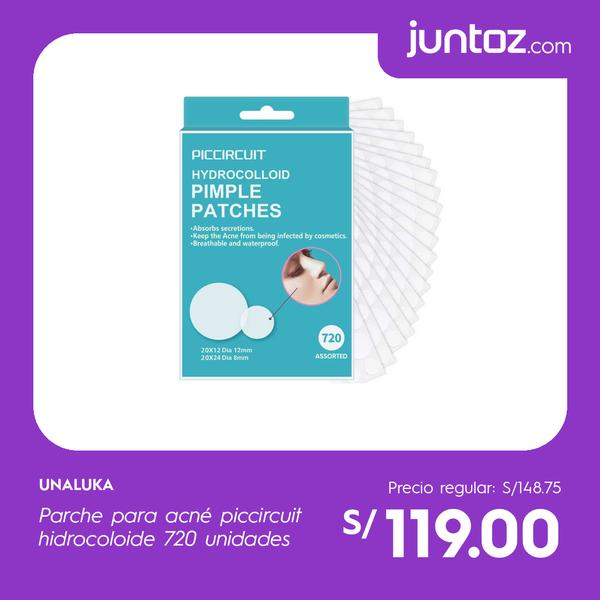 juntoz.com
PICCIRCUIT
HYDROCOLLOID
PIMPLE
PATCHES
•Absorbs secretions.
•Keep the Acne from being infected by cosmetics.
•Breathable and waterproof.
20X12 Dia 12mm
20X24 Dia 8mm
720
ASSORTED
UNALUKA
Parche para acné piccircuit
hidrocoloide 720 unidades
Precio regular: S/148.75
S/119.00